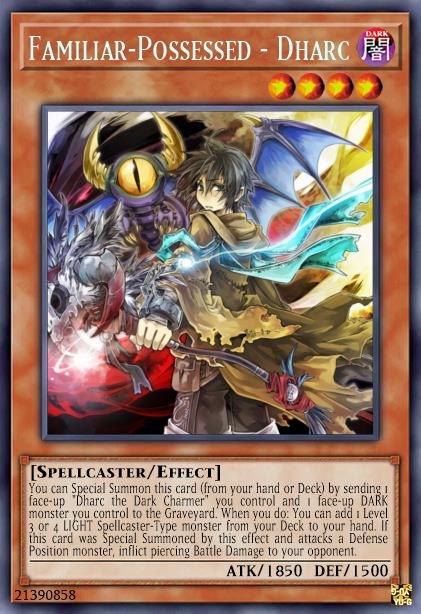 Familiar-Possessed - Dharc
DARK
闇
[Spellcaster/Effect]
You can Special Summon this card (from your hand or Deck) by sending 1
face-up "Dharc the Dark Charmer" you control and 1 face-up DARK
monster you control to the Graveyard. When you do: You can add 1 Level
3 or 4 LIGHT Spellcaster-Type monster from your Deck to your hand. If
this card was Special Summoned by this effect and attacks a Defense
Position monster, inflict piercing Battle Damage to your opponent.
ATK/1850 DEF/1500
21390858